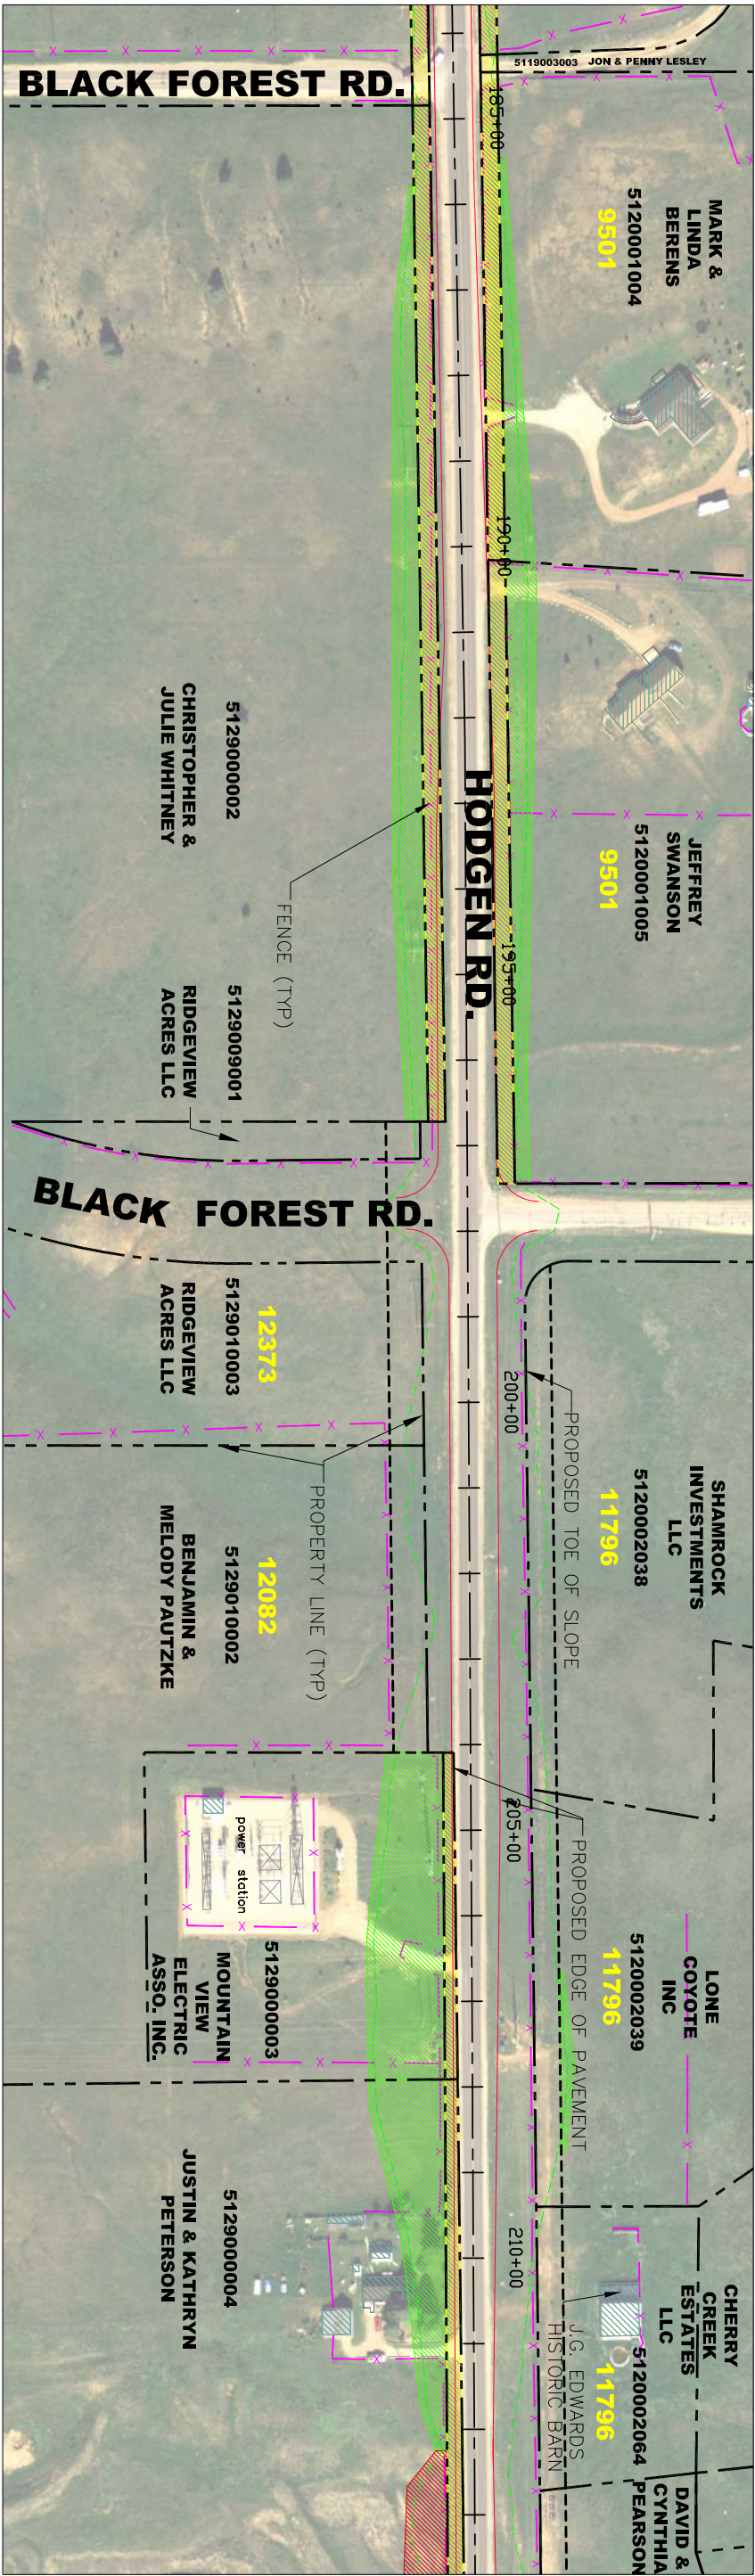 BLACK FOREST RD.
5119003003 JON & PENNY LESLEY
185+00
MARK &
LINDA
BERENS
5120001004
9501
190+00
HODGEN RD.
JEFFREY
SWANSON
5120001005
9501
5129000002
CHRISTOPHER &
JULIE WHITNEY
FENCE (TYP)
195+00
5129009001
RIDGEVIEW
ACRES LLC
BLACK FOREST RD.
12373
5129010003
RIDGEVIEW
ACRES LLC
200+00
PROPOSED TOE OF SLOPE
SHAMROCK
INVESTMENTS
LLC
5120002038
11796
PROPERTY LINE (TYP)
12082
5129010002
BENJAMIN &
MELODY PAUTZKE
205+00
PROPOSED EDGE OF PAVEMENT
power station
LONE
COYOTE
INC
5120002039
11796
5129000003
MOUNTAIN
VIEW
ELECTRIC
ASSO. INC.
210+00
5129000004
JUSTIN & KATHRYN
PETERSON
CHERRY
CREEK
ESTATES
LLC
5120002064
11796
J.G. EDWARDS
HISTORIC BARN
DAVID &
CYNTHIA
PEARSON